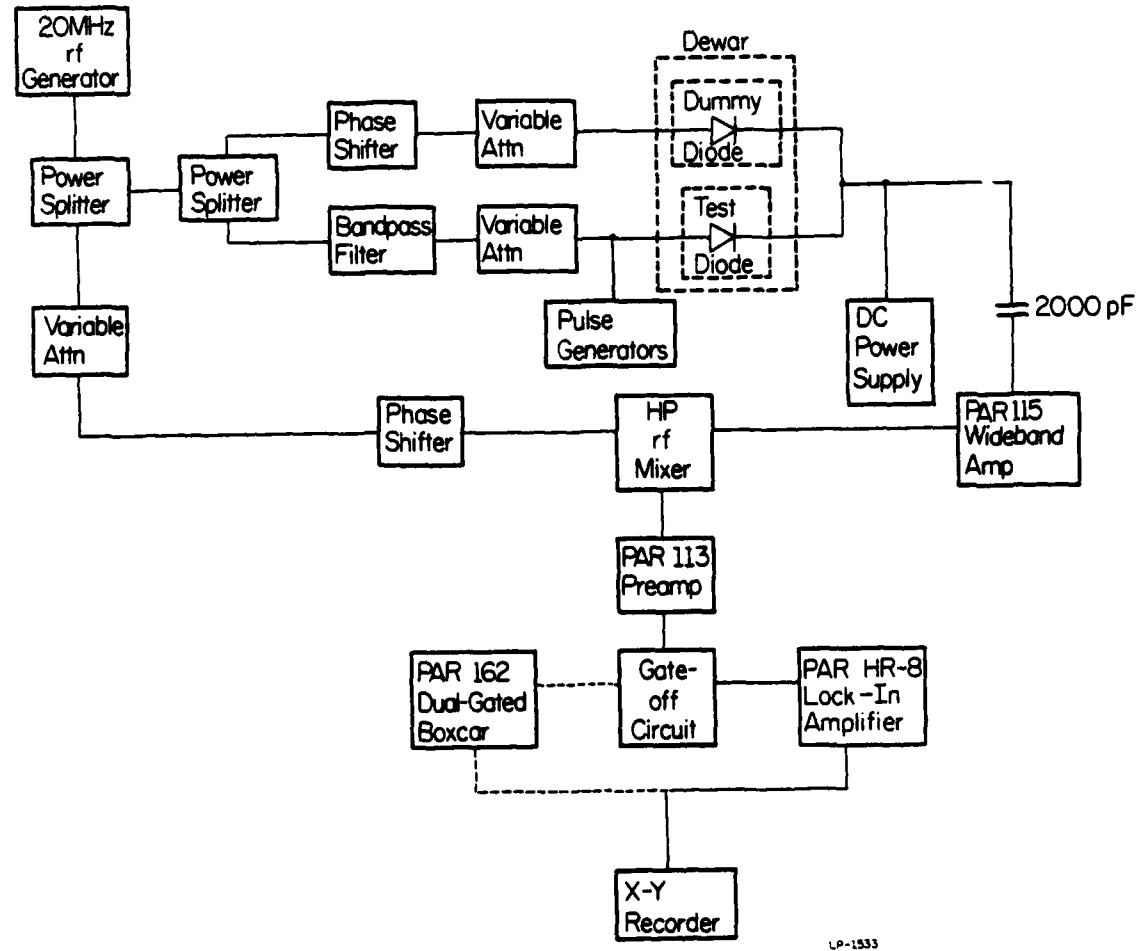 20MHz
rf
Generator
Dewar
Phase
Shifter
Variable
Attn
Dummy
Diode
Power
Splitter
Power
Splitter
Bandpass
Filter
Variable
Attn
Test
Diode
Variable
Attn
Pulse
Generators
DC
Power
Supply
2000 pF
Phase
Shifter
HP
rf
Mixer
PAR 115
Wideband
Amp
PAR 113
Preamp
PAR 162
Dual-Gated
Boxcar
Gate-
off
Circuit
PAR HR-8
Lock-In
Amplifier
X-Y
Recorder
LP-1533